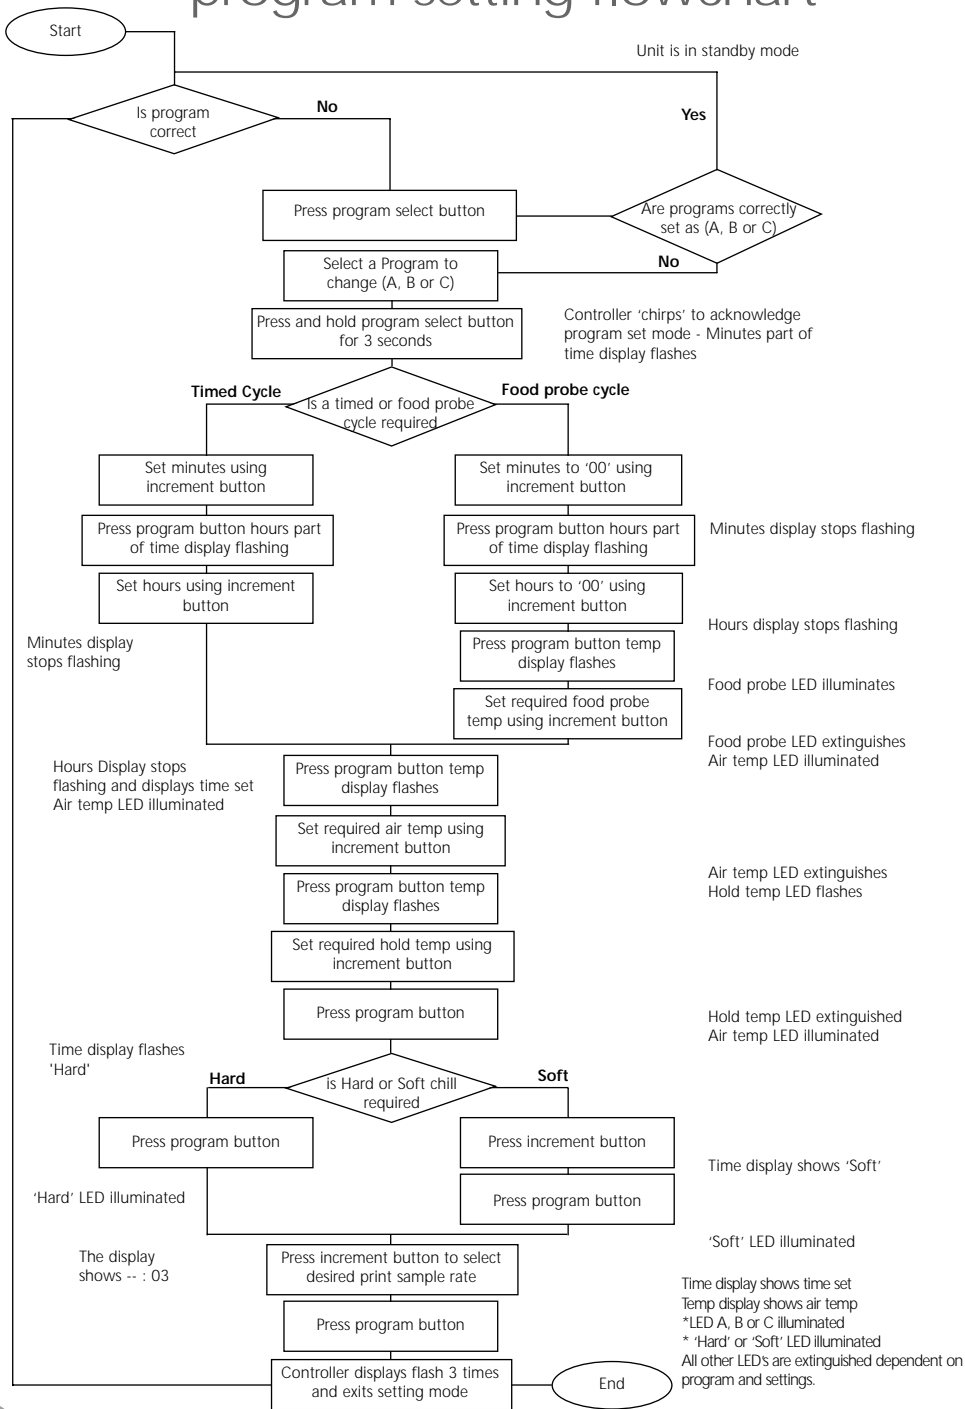 program setting flowchart
Start
Unit is in standby mode
Is program
correct
No
Yes
Press program select button
Are programs correctly
set as (A, B or C)
No
Select a Program to
change (A, B or C)
Press and hold program select button
for 3 seconds
Controller ‘chirps’ to acknowledge
program set mode - Minutes part of
time display flashes
Timed Cycle
Is a timed or food probe
cycle required
Food probe cycle
Set minutes using
increment button
Set minutes to ‘00’ using
increment button
Press program button hours part
of time display flashing
Press program button hours part
of time display flashing
Minutes display stops flashing
Set hours using increment
button
Set hours to ‘00’ using
increment button
Hours display stops flashing
Minutes display
stops flashing
Press program button temp
display flashes
Food probe LED illuminates
Set required food probe
temp using increment button
Food probe LED extinguishes
Air temp LED illuminated
Hours Display stops
flashing and displays time set
Air temp LED illuminated
Press program button temp
display flashes
Set required air temp using
increment button
Press program button temp
display flashes
Air temp LED extinguishes
Hold temp LED flashes
Set required hold temp using
increment button
Press program button
Hold temp LED extinguished
Air temp LED illuminated
Time display flashes
'Hard'
Hard
is Hard or Soft chill
required
Soft
Press program button
Press increment button
Time display shows ‘Soft’
‘Hard’ LED illuminated
Press program button
‘Soft’ LED illuminated
The display
shows -- : 03
Press increment button to select
desired print sample rate
Press program button
Time display shows time set
Temp display shows air temp
*LED A, B or C illuminated
* ‘Hard’ or ‘Soft’ LED illuminated
All other LED’s are extinguished dependent on
program and settings.
Controller displays flash 3 times
and exits setting mode
End